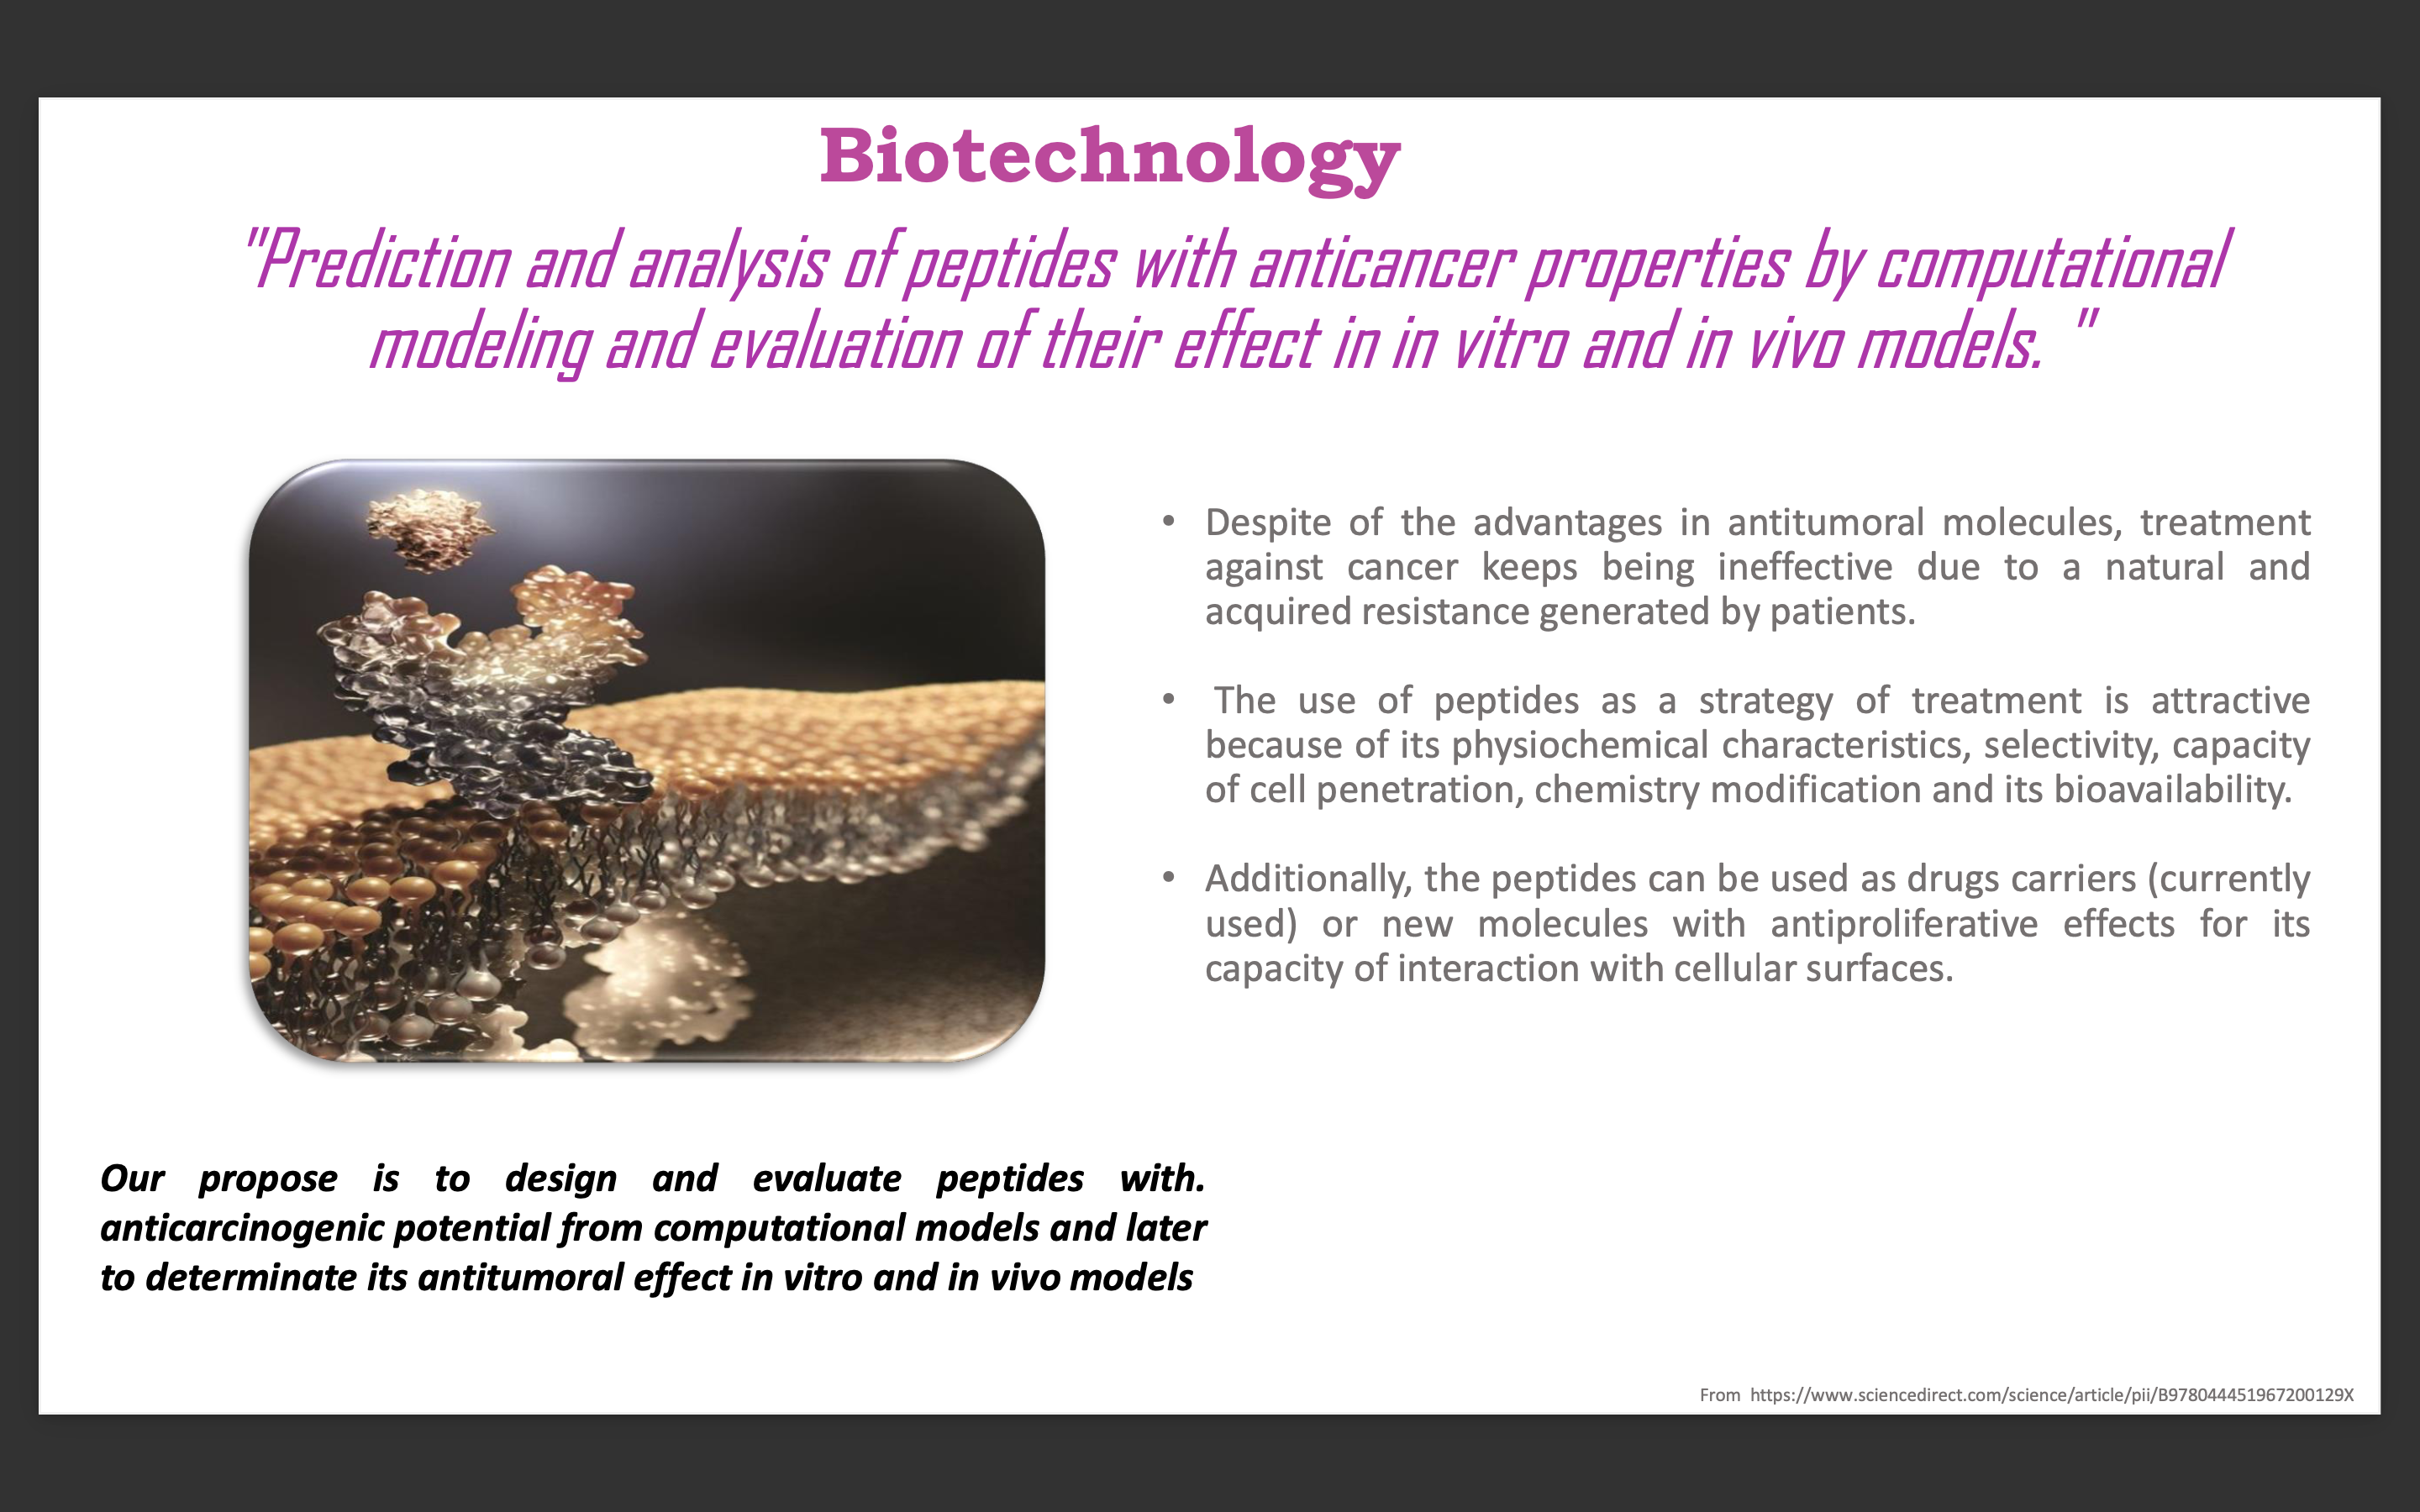 Biotechnology
"Prediction and analysis of peptides with anticancer properties by computational
modeling and evaluation of their effect in in vitro and in vivo models. "
• Despite of the advantages in antitumoral molecules, treatment
against cancer keeps being ineffective due to a natural and
acquired resistance generated by patients.
• The use of peptides as a strategy of treatment is attractive
because of its physiochemical characteristics, selectivity, capacity
of cell penetration, chemistry modification and its bioavailability.
• Additionally, the peptides can be used as drugs carriers (currently
used) or new molecules with antiproliferative effects for its
capacity of interaction with cellular surfaces.
Our propose is to design and evaluate peptides with.
anticarcinogenic potential from computational models and later
to determinate its antitumoral effect in vitro and in vivo models
From https://www.sciencedirect.com/science/article/pii/B978044451967200129X